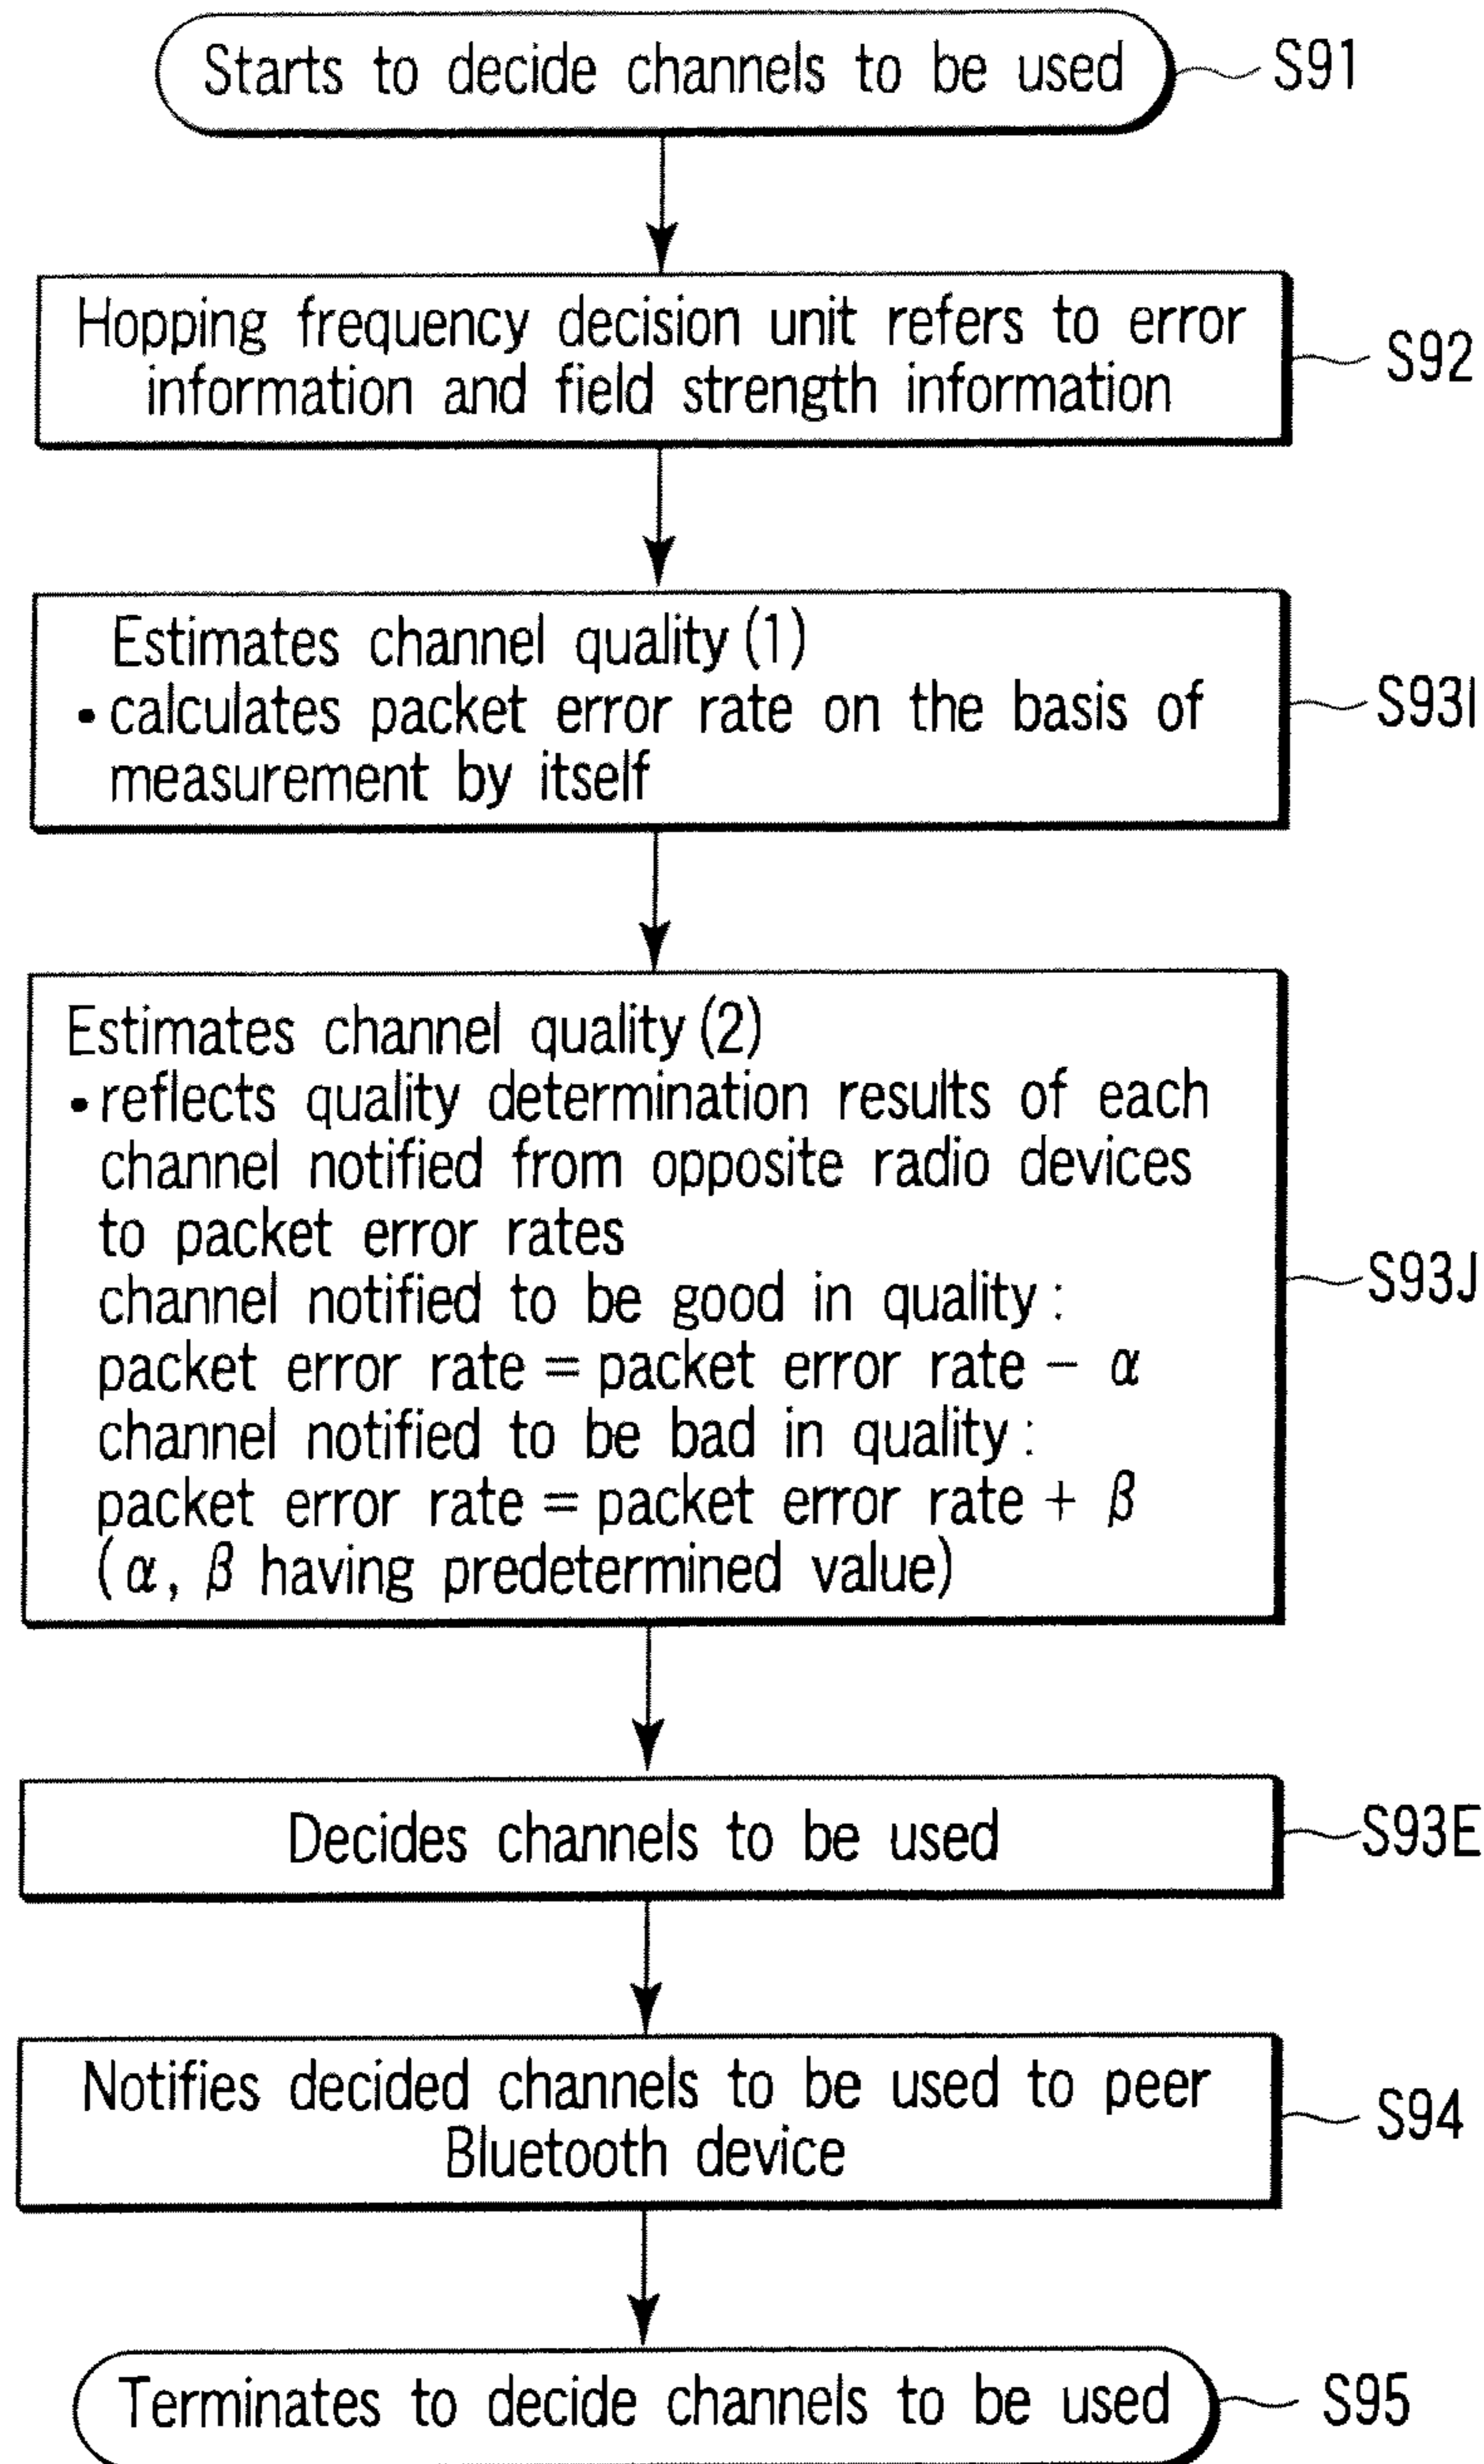 Starts to decide channels to be used
S91
Hopping frequency decision unit refers to error
information and field strength information
S92
Estimates channel quality (1)
• calculates packet error rate on the basis of
measurement by itself
S93I
Estimates channel quality (2)
• reflects quality determination results of each
channel notified from opposite radio devices
to packet error rates
channel notified to be good in quality :
packet error rate = packet error rate − α
channel notified to be bad in quality :
packet error rate = packet error rate + β
(α, β having predetermined value)
S93J
Decides channels to be used
S93E
Notifies decided channels to be used to peer
Bluetooth device
S94
Terminates to decide channels to be used
S95